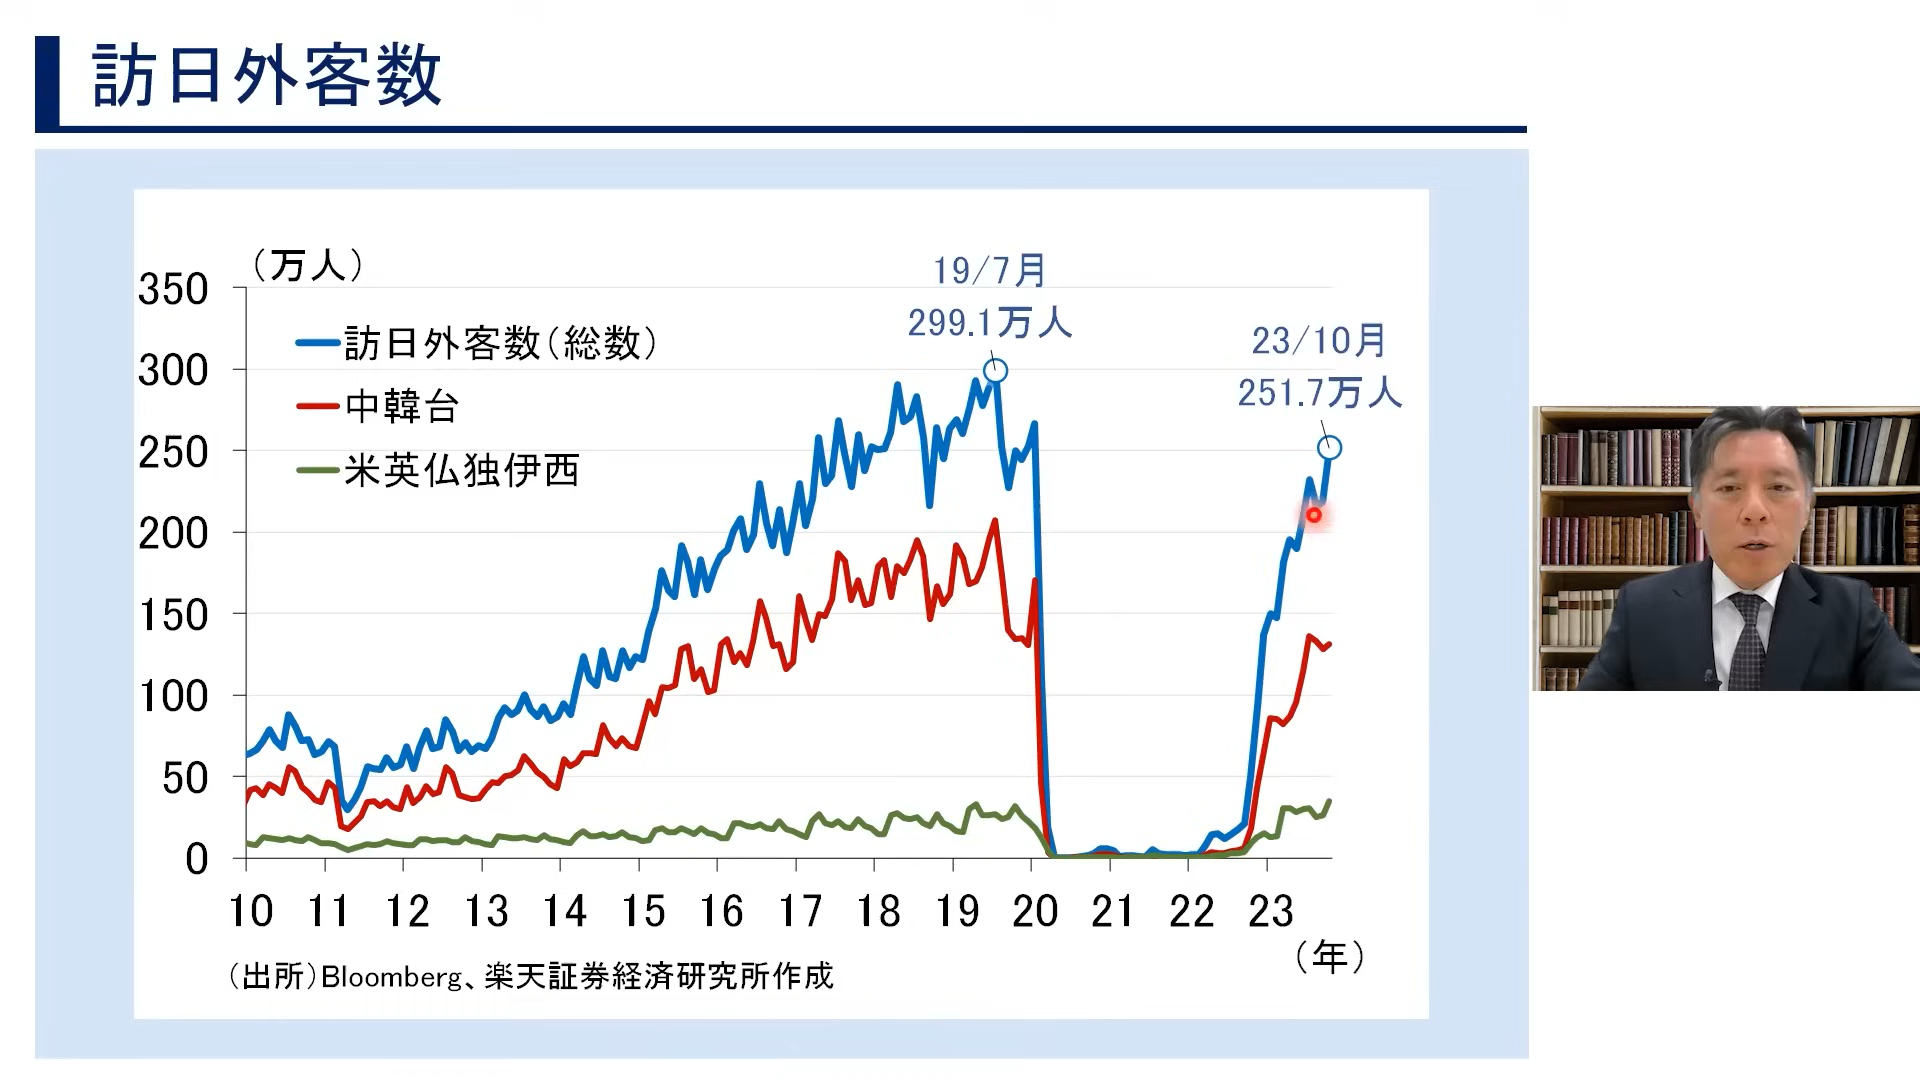 訪日外客数
（万人）
350
300
250
200
150
100
50
0
訪日外客数（総数）
中韓台
米英仏独伊西
19/7月
299.1万人
23/10月
251.7万人
10 11 12 13 14 15 16 17 18 19 20 21 22 23
（年）
（出所）Bloomberg、楽天証券経済研究所作成